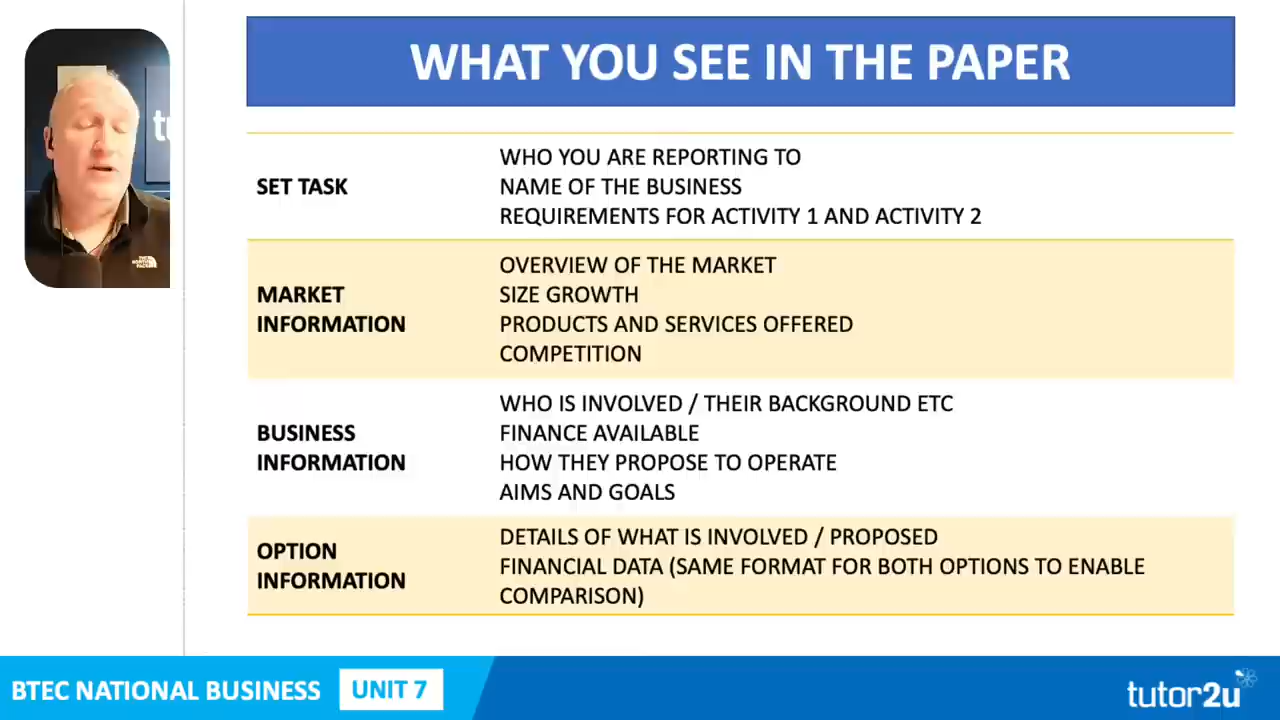 WHAT YOU SEE IN THE PAPER
SET TASK
WHO YOU ARE REPORTING TO
NAME OF THE BUSINESS
REQUIREMENTS FOR ACTIVITY 1 AND ACTIVITY 2
MARKET
INFORMATION
OVERVIEW OF THE MARKET
SIZE GROWTH
PRODUCTS AND SERVICES OFFERED
COMPETITION
BUSINESS
INFORMATION
WHO IS INVOLVED / THEIR BACKGROUND ETC
FINANCE AVAILABLE
HOW THEY PROPOSE TO OPERATE
AIMS AND GOALS
OPTION
INFORMATION
DETAILS OF WHAT IS INVOLVED / PROPOSED
FINANCIAL DATA (SAME FORMAT FOR BOTH OPTIONS TO ENABLE
COMPARISON)
BTEC NATIONAL BUSINESS
UNIT 7
tutor2u